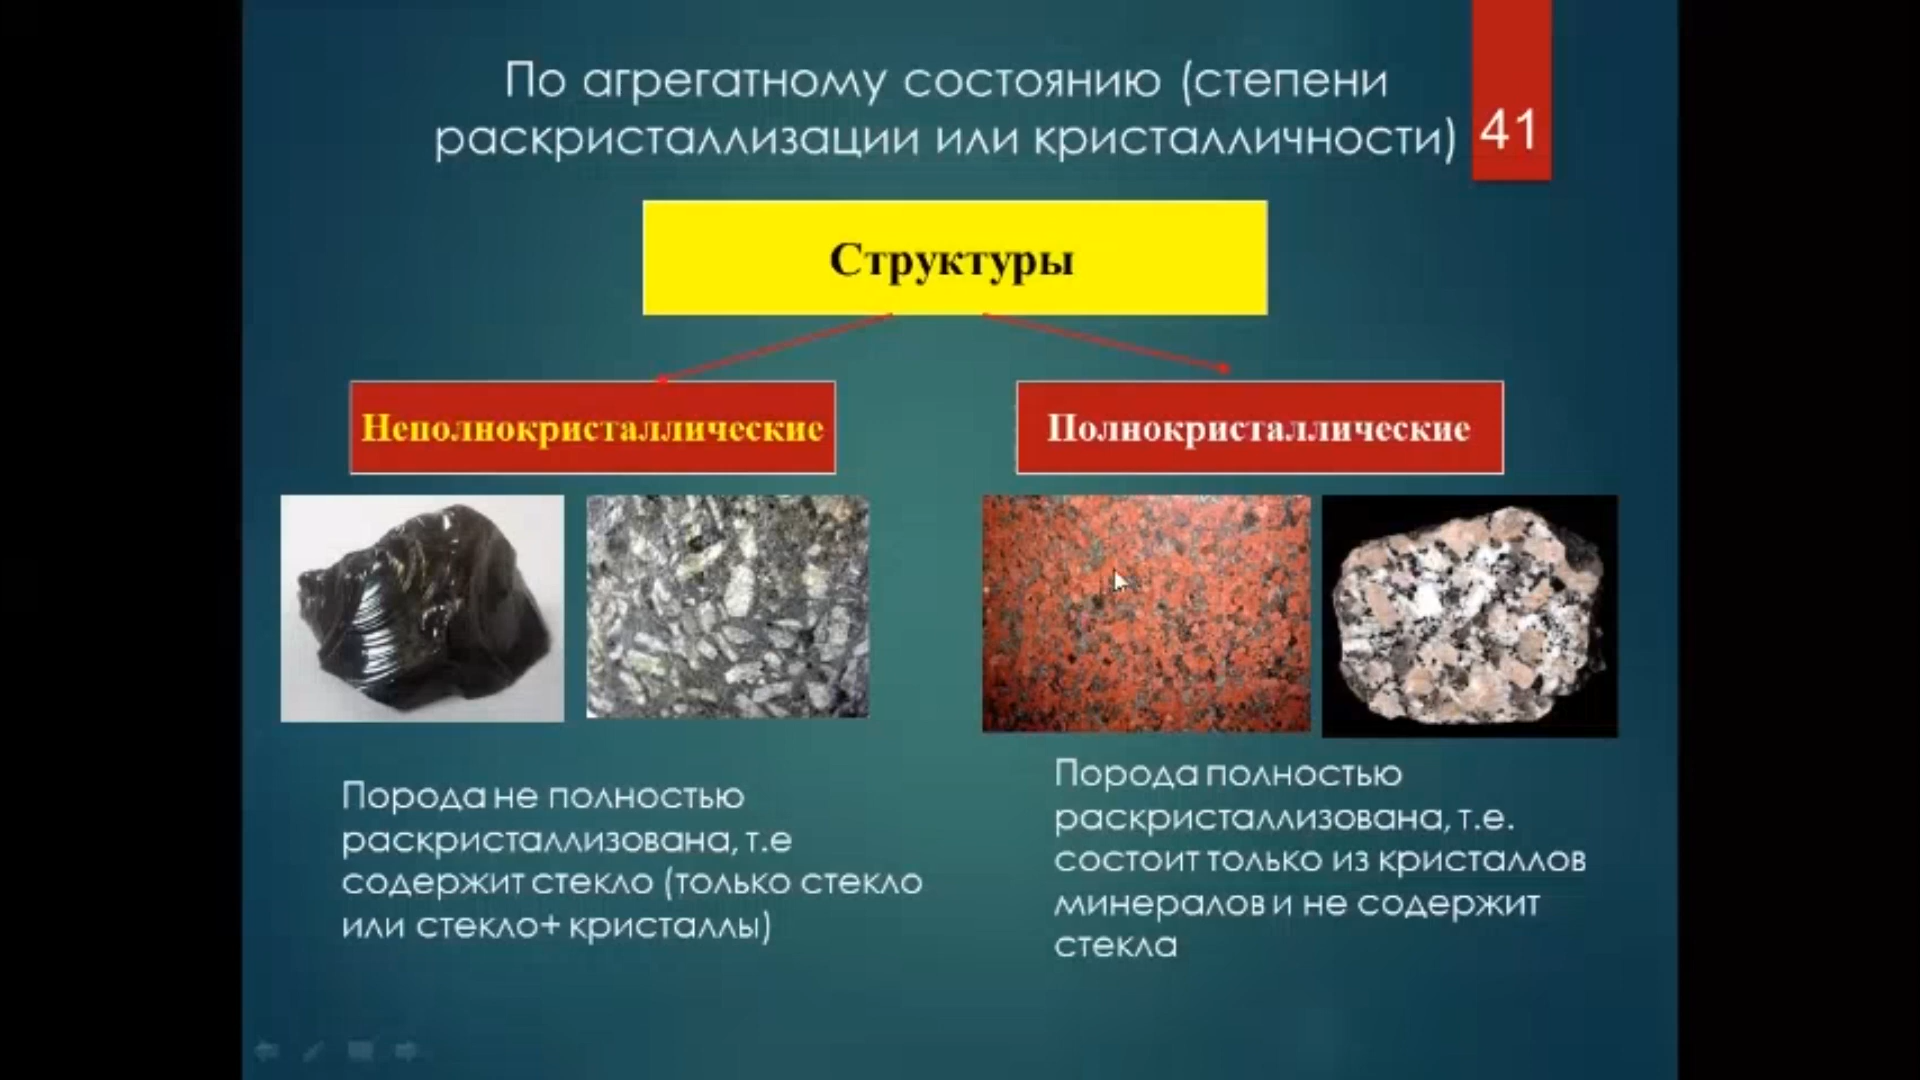 По агрегатному состоянию (степени
раскристаллизации или кристалличности)
41
Структуры
Неполнокристаллические
Полнокристаллические
Порода не полностью
раскристаллизована, т.е
содержит стекло (только стекло
или стекло+ кристаллы)
Порода полностью
раскристаллизована, т.е.
состоит только из кристаллов
минералов и не содержит
стекла